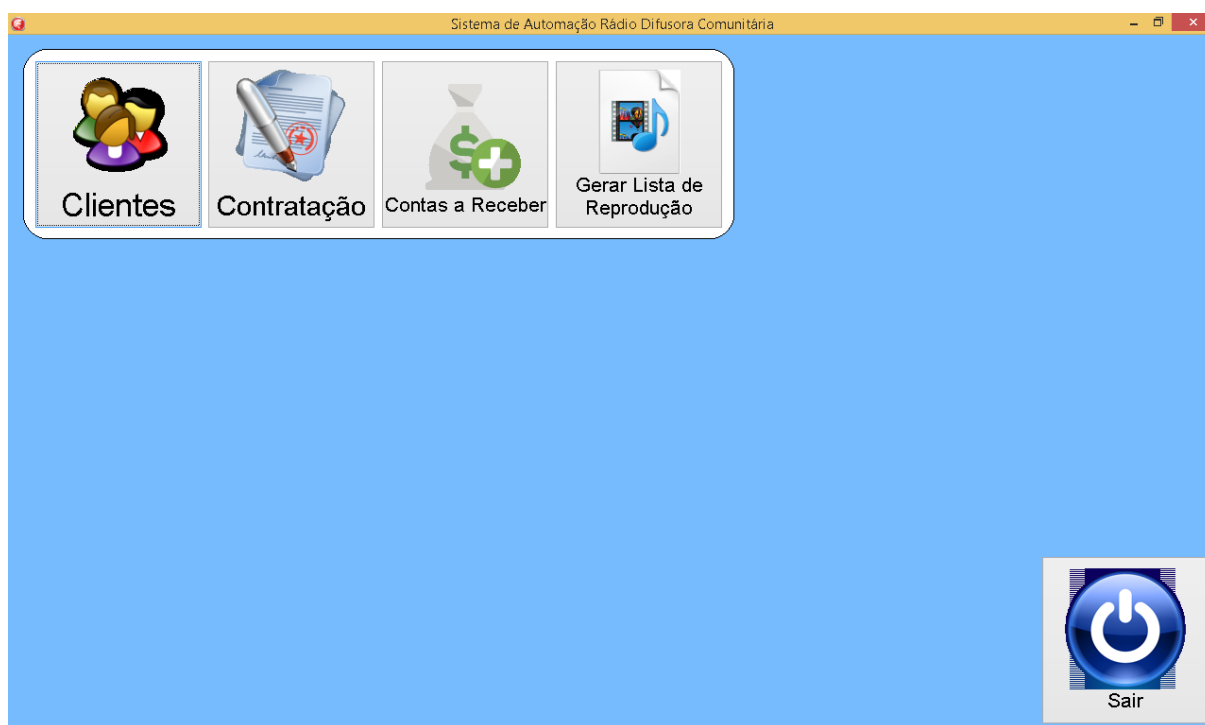 Sistema de Automação Rádio Difusora Comunitária
Clientes
Contratação
Contas a Receber
Gerar Lista de
Reprodução
Sair